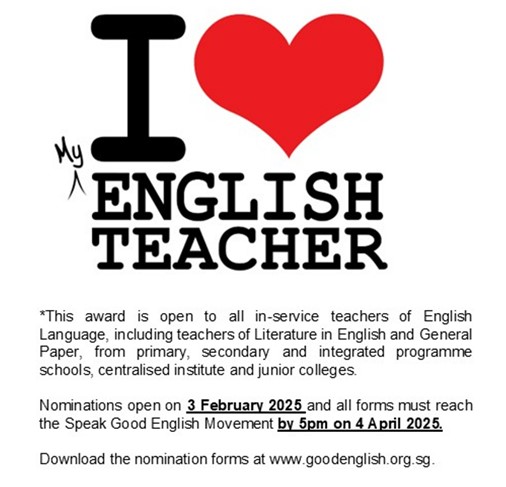 I
My
ENGLISH
TEACHER
*This award is open to all in-service teachers of English
Language, including teachers of Literature in English and General
Paper, from primary, secondary and integrated programme
schools, centralised institute and junior colleges.
Nominations open on 3 February 2025 and all forms must reach
the Speak Good English Movement by 5pm on 4 April 2025.
Download the nomination forms at www.goodenglish.org.sg.